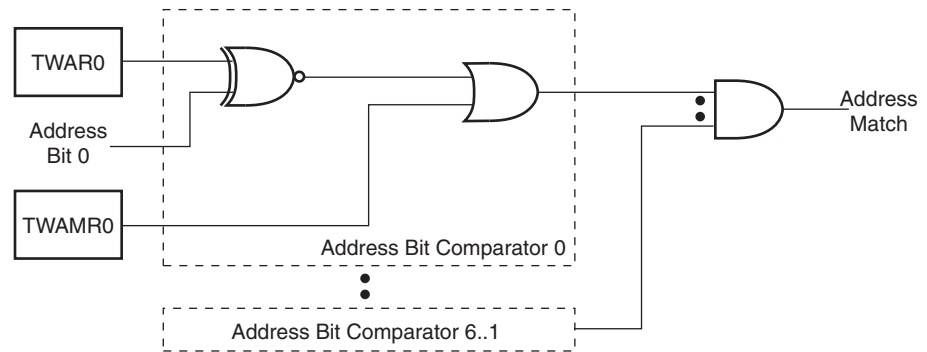 TWAR0
Address
Bit 0
TWAMR0
Address Bit Comparator 0
Address Bit Comparator 6..1
Address
Match